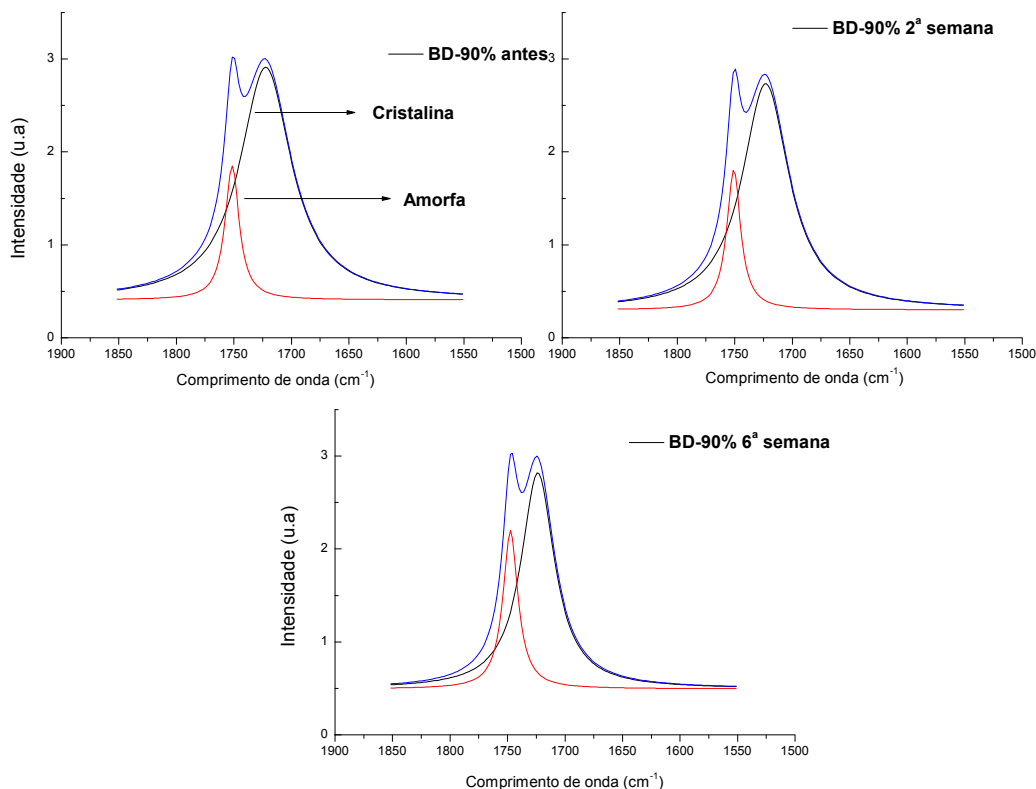 BD-90% antes
Cristalina
Amorfa
Intensidade (u.a)
3
2
1
0
1900 1850 1800 1750 1700 1650 1600 1550 1500
Comprimento de onda (cm⁻¹)
BD-90% 2ª semana
3
2
1
0
1900 1850 1800 1750 1700 1650 1600 1550 1500
Comprimento de onda (cm⁻¹)
BD-90% 6ª semana
Intensidade (u.a)
3
2
1
0
1900 1850 1800 1750 1700 1650 1600 1550 1500
Comprimento de onda (cm⁻¹)